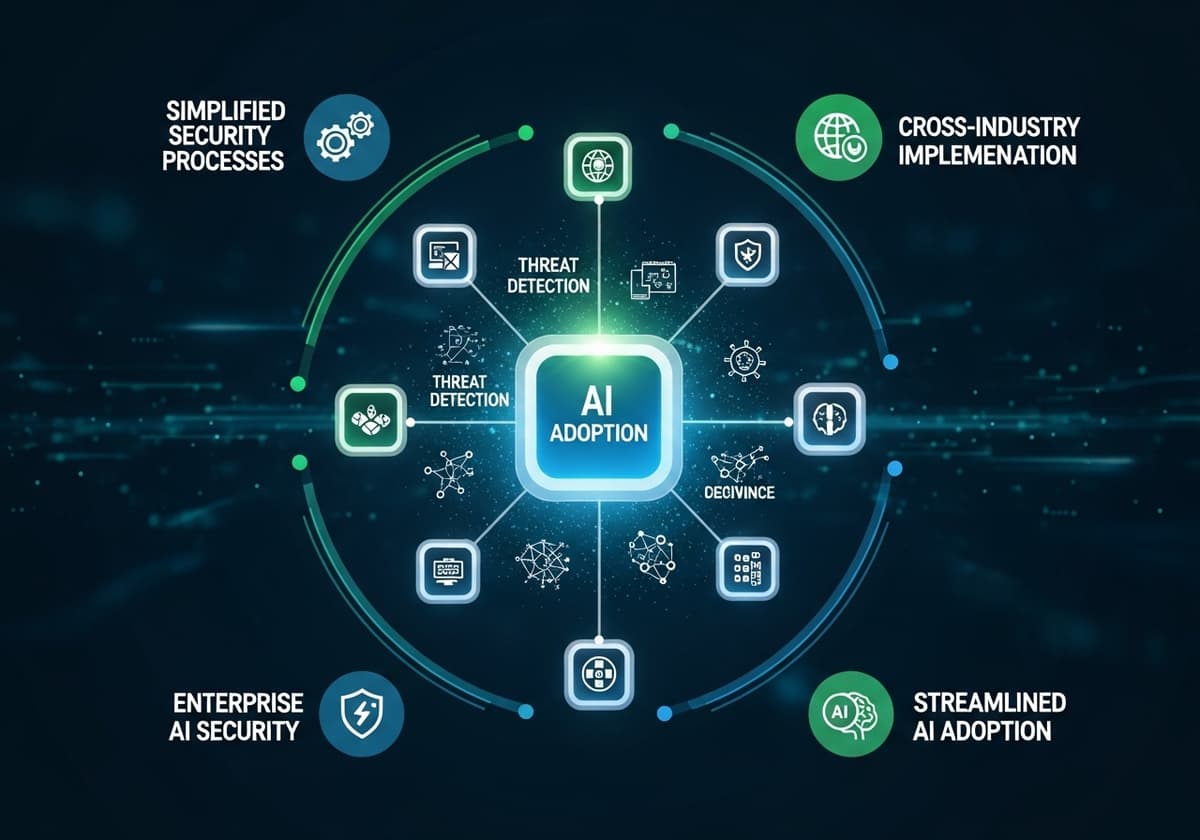 SIMPLIFIED
SECURITY
PROCESSES
CROSS-INDUSTRY
IMPLEMENATION
THREAT
DETECTION
THREAT
DETECTION
AI
ADOPTION
DECIVINCE
ENTERPRISE
AI SECURITY
AI
STREAMLINED
AI ADOPTION